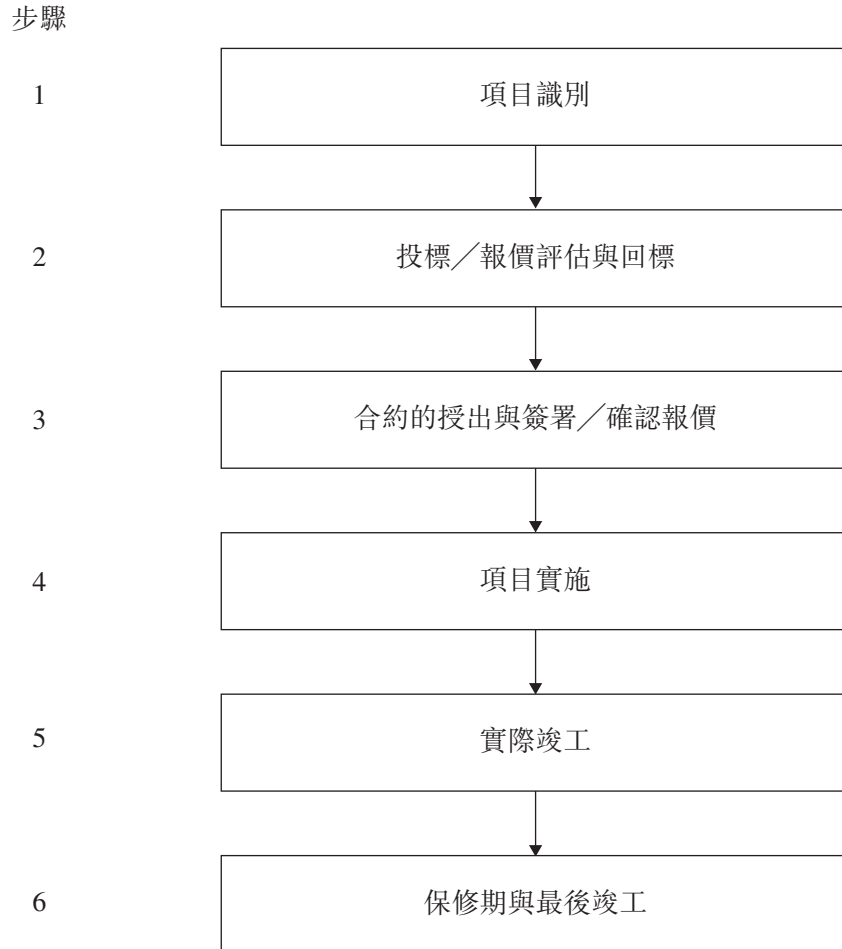 步驟
1 項目識別
2 投標／報價評估與回標
3 合約的授出與簽署／確認報價
4 項目實施
5 實際竣工
6 保修期與最後竣工